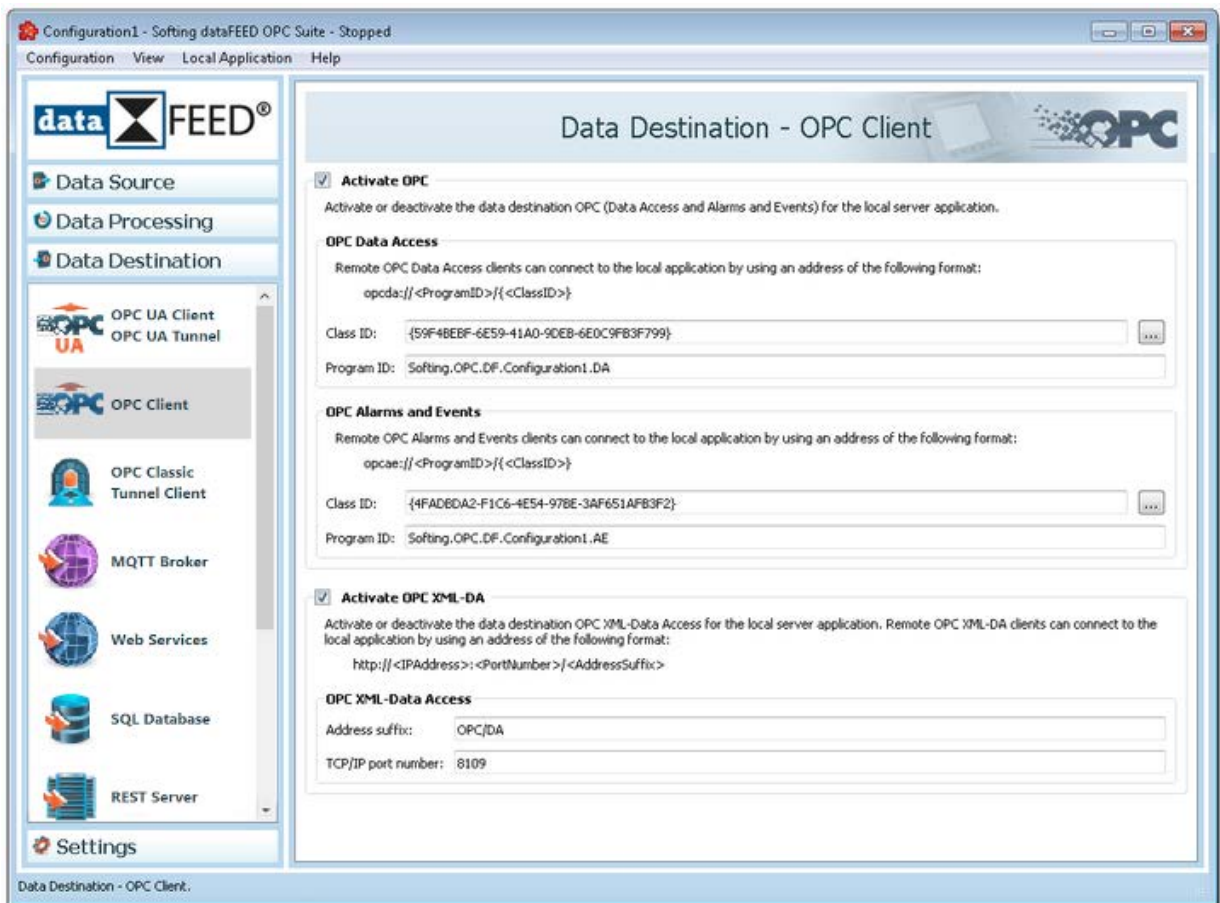 Configuration1 - Softing dataFEED OPC Suite - Stopped
Configuration View Local Application Help
data FEED®
Data Source
Data Processing
Data Destination
OPC UA
OPC UA Client
OPC UA Tunnel
OPC
OPC Client
OPC Classic
Tunnel Client
MQTT Broker
Web Services
SQL Database
REST Server
Settings
Data Destination - OPC Client
OPC
Activate OPC
Activate or deactivate the data destination OPC (Data Access and Alarms and Events) for the local server application.
OPC Data Access
Remote OPC Data Access clients can connect to the local application by using an address of the following format:
opcda://<ProgramID>/{<ClassID>}
Class ID: {59F4BEBF-6E59-41A0-9DEB-6E0C9FB3F799} ...
Program ID: Softing.OPC.DF.Configuration1.DA
OPC Alarms and Events
Remote OPC Alarms and Events clients can connect to the local application by using an address of the following format:
opcae://<ProgramID>/{<ClassID>}
Class ID: {4FADBDA2-F1C6-4E54-97BE-3AF651AFB3F2} ...
Program ID: Softing.OPC.DF.Configuration1.AE
Activate OPC XML-DA
Activate or deactivate the data destination OPC XML-Data Access for the local server application. Remote OPC XML-DA clients can connect to the
local application by using an address of the following format:
http://<IPAddress>:<PortNumber>/<AddressSuffix>
OPC XML-Data Access
Address suffix: OPC/DA
TCP/IP port number: 8109
Data Destination - OPC Client.